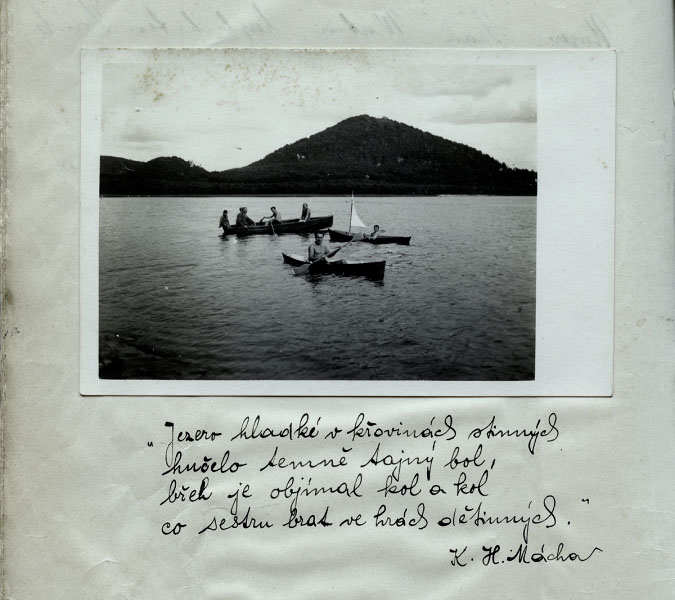 "Jezero hladké v křovinách stinných
hučelo temně tajný bol,
břeh je objímal kol a kol
co sestru brat ve hrách dětinných."
K. H. Mácha